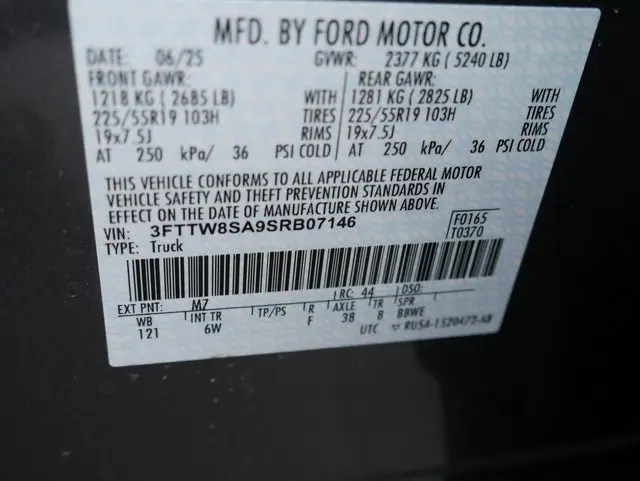 MFD. BY FORD MOTOR CO.
DATE: 06/25 GVWR: 2377 KG ( 5240 LB)
FRONT GAWR: REAR GAWR:
1218 KG ( 2685 LB) WITH 1281 KG ( 2825 LB) WITH
225/55R19 103H TIRES 225/55R19 103H TIRES
19x7.5J RIMS 19x7.5J RIMS
AT 250 kPa/ 36 PSI COLD AT 250 kPa/ 36 PSI COLD
THIS VEHICLE CONFORMS TO ALL APPLICABLE FEDERAL MOTOR
VEHICLE SAFETY AND THEFT PREVENTION STANDARDS IN
EFFECT ON THE DATE OF MANUFACTURE SHOWN ABOVE.
VIN: 3FTTW8SA9SRB07146 F0165
TYPE: Truck T0370
EXT PNT: M7 RC: 44 DSO:
WB INT TR TP/PS R AXLE TR SPR
121 6W F 38 8 BBWE
UTC RUSA-1520472-AB